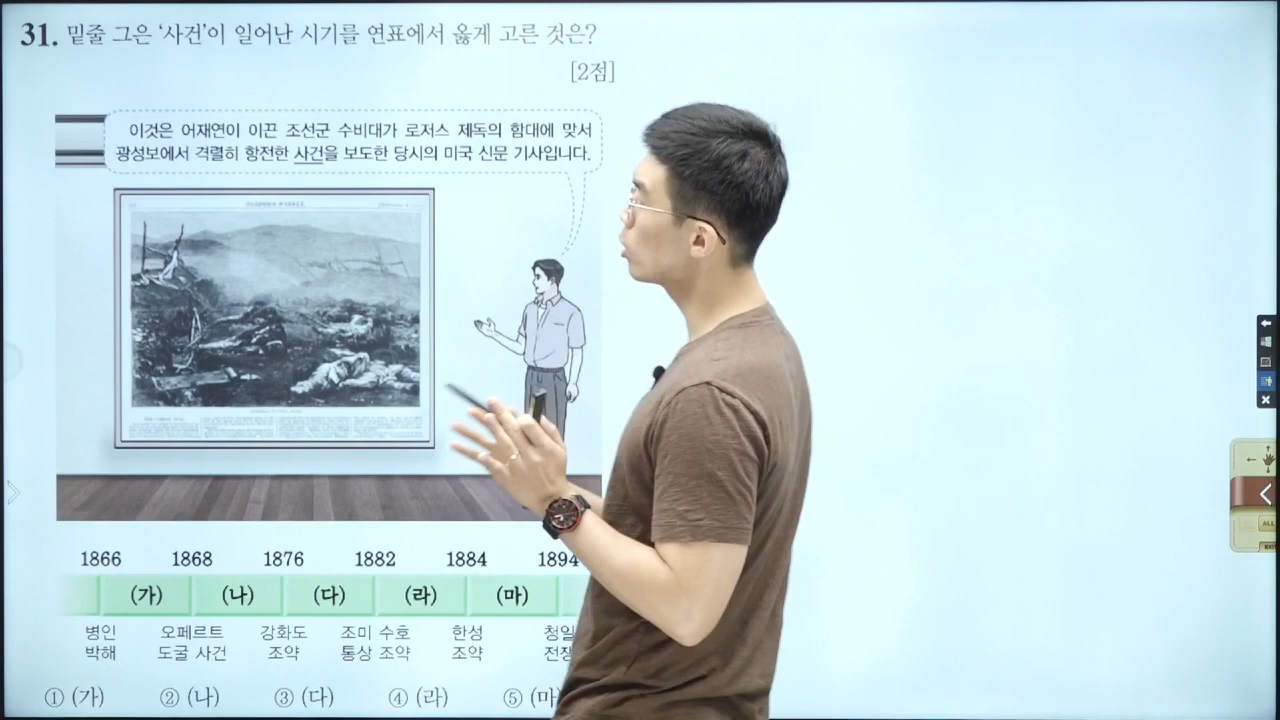 31. 밑줄 그은 ‘사건’이 일어난 시기를 연표에서 옳게 고른 것은?
[2점]
이것은 어재연이 이끈 조선군 수비대가 로저스 제독의 함대에 맞서
광성보에서 격렬히 항전한 사건을 보도한 당시의 미국 신문 기사입니다.
1866 1868 1876 1882 1884 1894
(가) (나) (다) (라) (마)
병인 오페르트 강화도 조미 수호 한성 청일
박해 도굴 사건 조약 통상 조약 조약 전쟁
① (가) ② (나) ③ (다) ④ (라) ⑤ (마
ALL